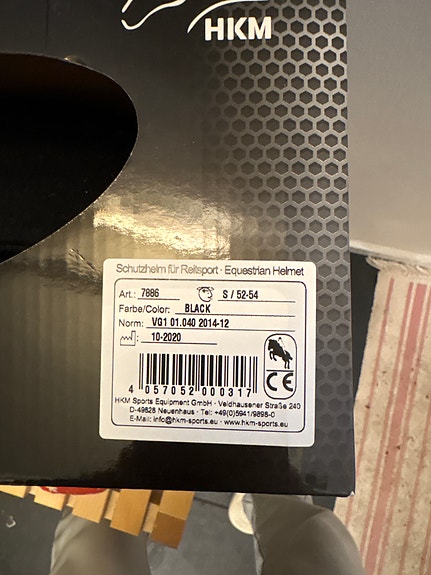 HKM
Schutzhelm für Reitsport · Equestrian Helmet
Art.: 7886 S / 52-54
Farbe/Color: BLACK
Norm: VG1 01.040 2014-12
: 10-2020
CE
4 057052 000317
HKM Sports Equipment GmbH · Veldhausener Straße 240
D-49828 Neuenhaus · Tel: +49(0)5941/9898-0
E-Mail: info@hkm-sports.eu · www.hkm-sports.eu